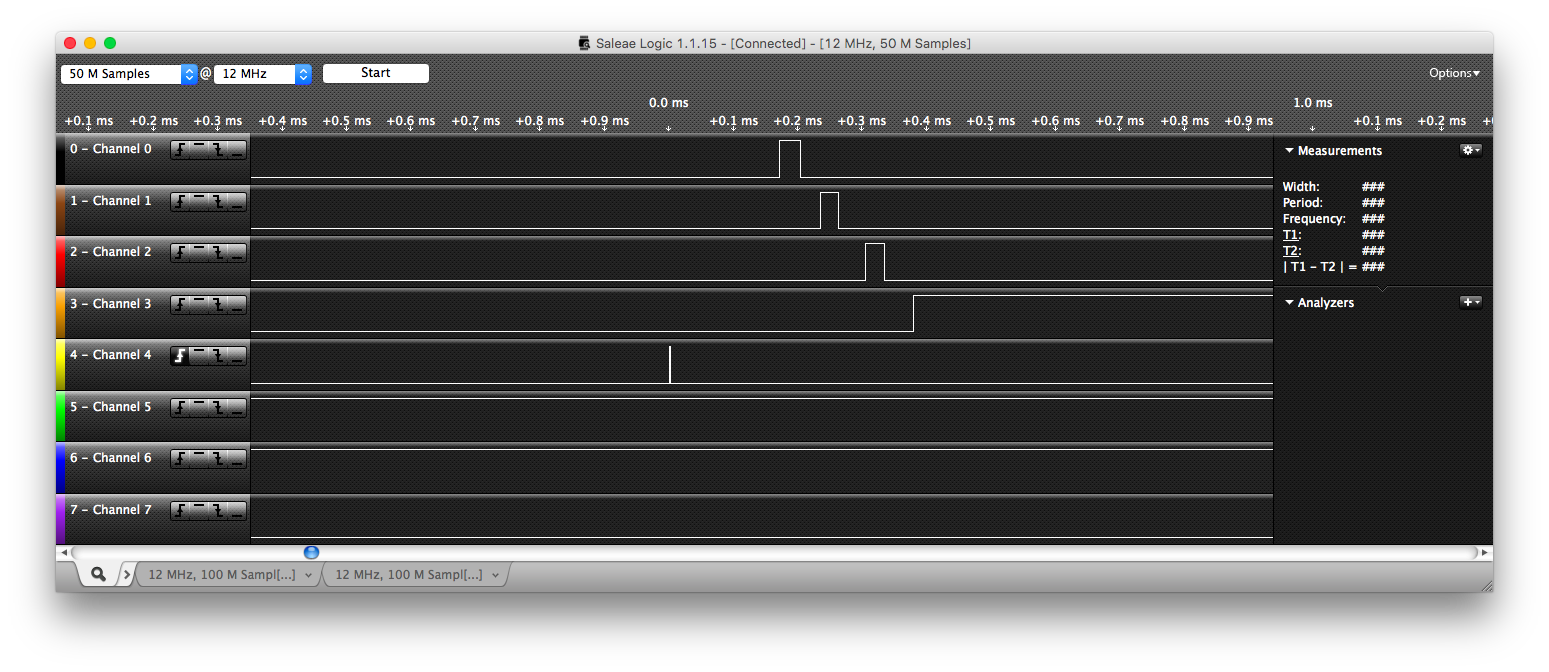 Saleae Logic 1.1.15 - [Connected] - [12 MHz, 50 M Samples]
50 M Samples @ 12 MHz Start Options▾
0.0 ms 1.0 ms
+0.1 ms +0.2 ms +0.3 ms +0.4 ms +0.5 ms +0.6 ms +0.7 ms +0.8 ms +0.9 ms +0.1 ms +0.2 ms +0.3 ms +0.4 ms +0.5 ms +0.6 ms +0.7 ms +0.8 ms +0.9 ms +0.1 ms +0.2 ms
0 - Channel 0
1 - Channel 1
2 - Channel 2
3 - Channel 3
4 - Channel 4
5 - Channel 5
6 - Channel 6
7 - Channel 7
Measurements
Width: ###
Period: ###
Frequency: ###
T1: ###
T2: ###
| T1 - T2 | = ###
Analyzers
12 MHz, 100 M Sampl[...] 12 MHz, 100 M Sampl[...]